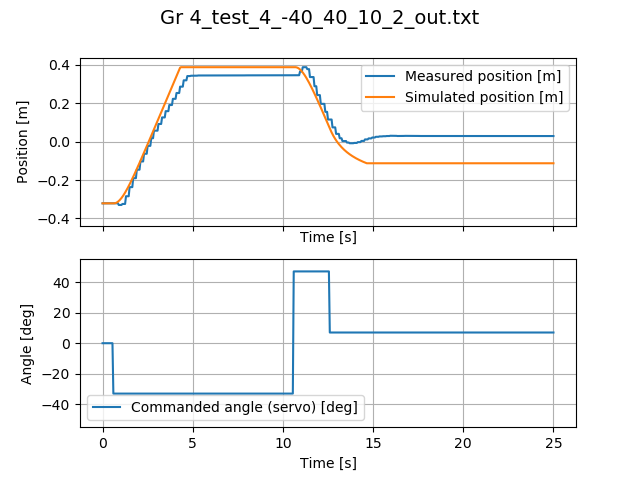 Gr 4_test_4_-40_40_10_2_out.txt
0.4
0.2
0.0
−0.2
−0.4
Position [m]
Measured position [m]
Simulated position [m]
Time [s]
40
20
0
−20
−40
Angle [deg]
Commanded angle (servo) [deg]
0 5 10 15 20 25
Time [s]